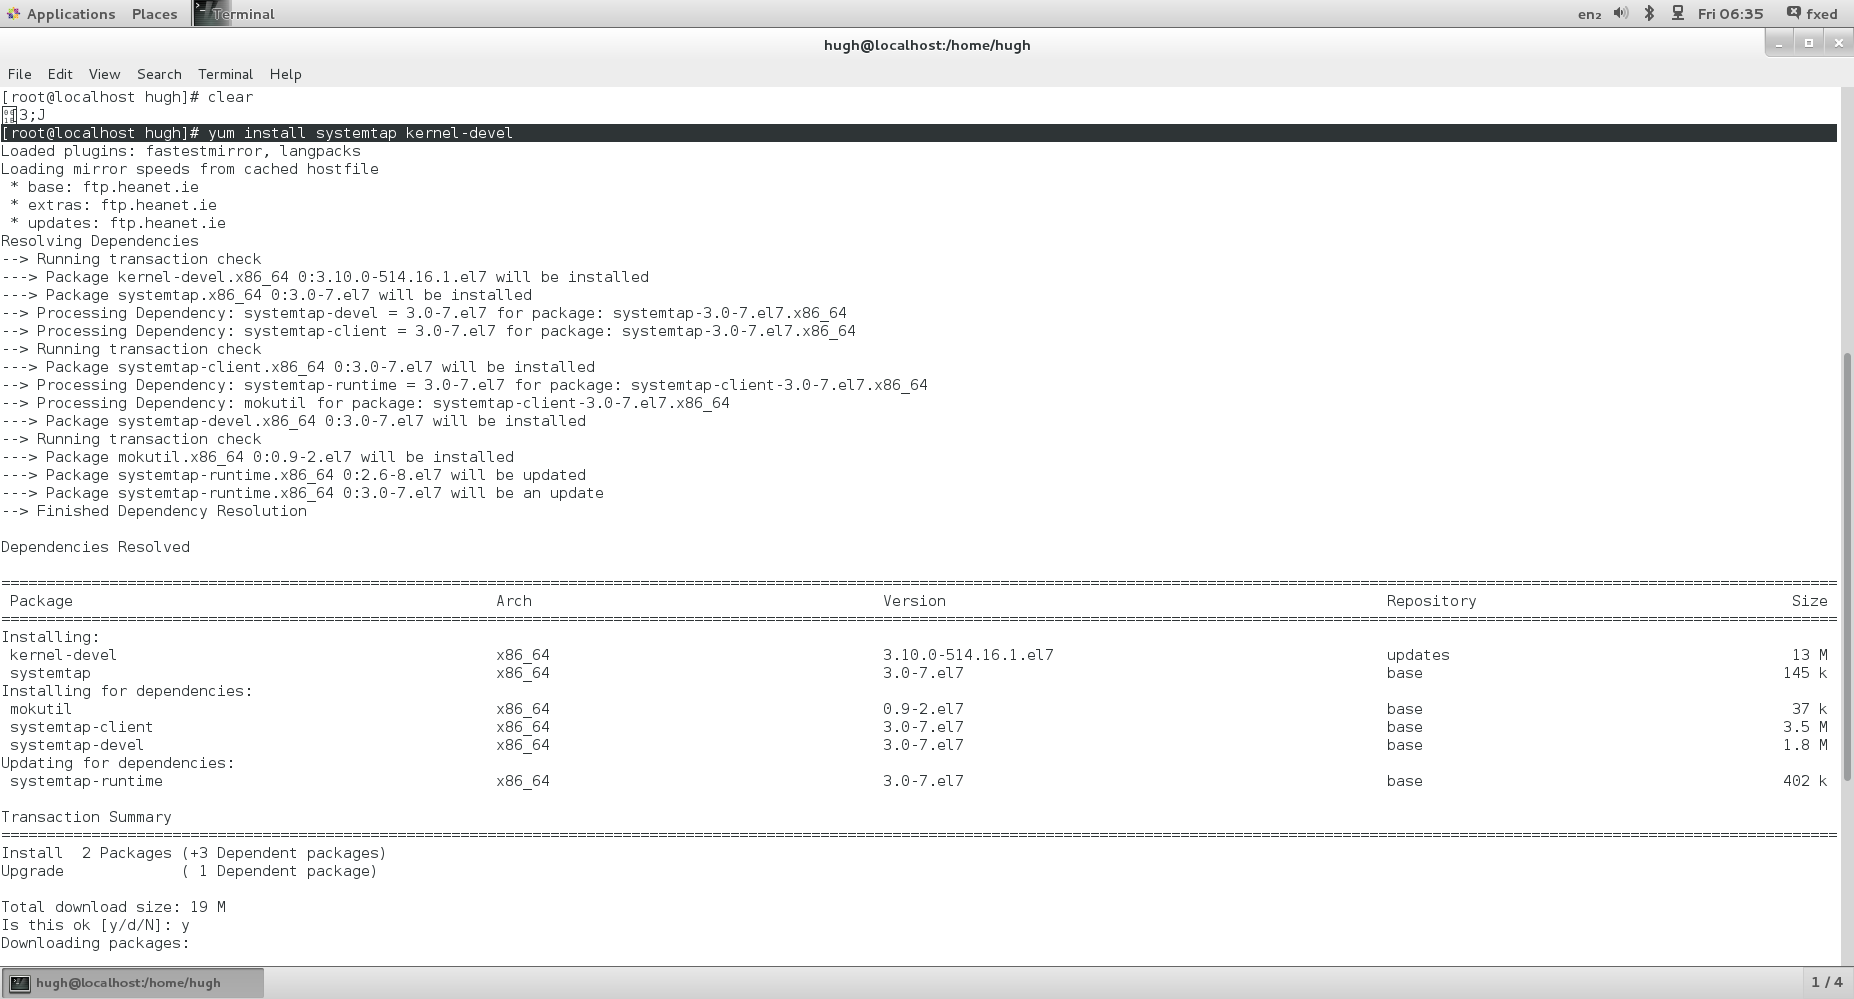 Applications Places Terminal en₂ Fri 06:35 fxed
hugh@localhost:/home/hugh
File Edit View Search Terminal Help
[root@localhost hugh]# clear
3;J
[root@localhost hugh]# yum install systemtap kernel-devel
Loaded plugins: fastestmirror, langpacks
Loading mirror speeds from cached hostfile
 * base: ftp.heanet.ie
 * extras: ftp.heanet.ie
 * updates: ftp.heanet.ie
Resolving Dependencies
--> Running transaction check
---> Package kernel-devel.x86_64 0:3.10.0-514.16.1.el7 will be installed
---> Package systemtap.x86_64 0:3.0-7.el7 will be installed
--> Processing Dependency: systemtap-devel = 3.0-7.el7 for package: systemtap-3.0-7.el7.x86_64
--> Processing Dependency: systemtap-client = 3.0-7.el7 for package: systemtap-3.0-7.el7.x86_64
--> Running transaction check
---> Package systemtap-client.x86_64 0:3.0-7.el7 will be installed
--> Processing Dependency: systemtap-runtime = 3.0-7.el7 for package: systemtap-client-3.0-7.el7.x86_64
--> Processing Dependency: mokutil for package: systemtap-client-3.0-7.el7.x86_64
---> Package systemtap-devel.x86_64 0:3.0-7.el7 will be installed
--> Running transaction check
---> Package mokutil.x86_64 0:0.9-2.el7 will be installed
---> Package systemtap-runtime.x86_64 0:2.6-8.el7 will be updated
---> Package systemtap-runtime.x86_64 0:3.0-7.el7 will be an update
--> Finished Dependency Resolution
Dependencies Resolved
Package Arch Version Repository Size
Installing:
kernel-devel x86_64 3.10.0-514.16.1.el7 updates 13 M
systemtap x86_64 3.0-7.el7 base 145 k
Installing for dependencies:
mokutil x86_64 0.9-2.el7 base 37 k
systemtap-client x86_64 3.0-7.el7 base 3.5 M
systemtap-devel x86_64 3.0-7.el7 base 1.8 M
Updating for dependencies:
systemtap-runtime x86_64 3.0-7.el7 base 402 k
Transaction Summary
Install  2 Packages (+3 Dependent packages)
Upgrade             ( 1 Dependent package)
Total download size: 19 M
Is this ok [y/d/N]: y
Downloading packages:
hugh@localhost:/home/hugh 1 / 4